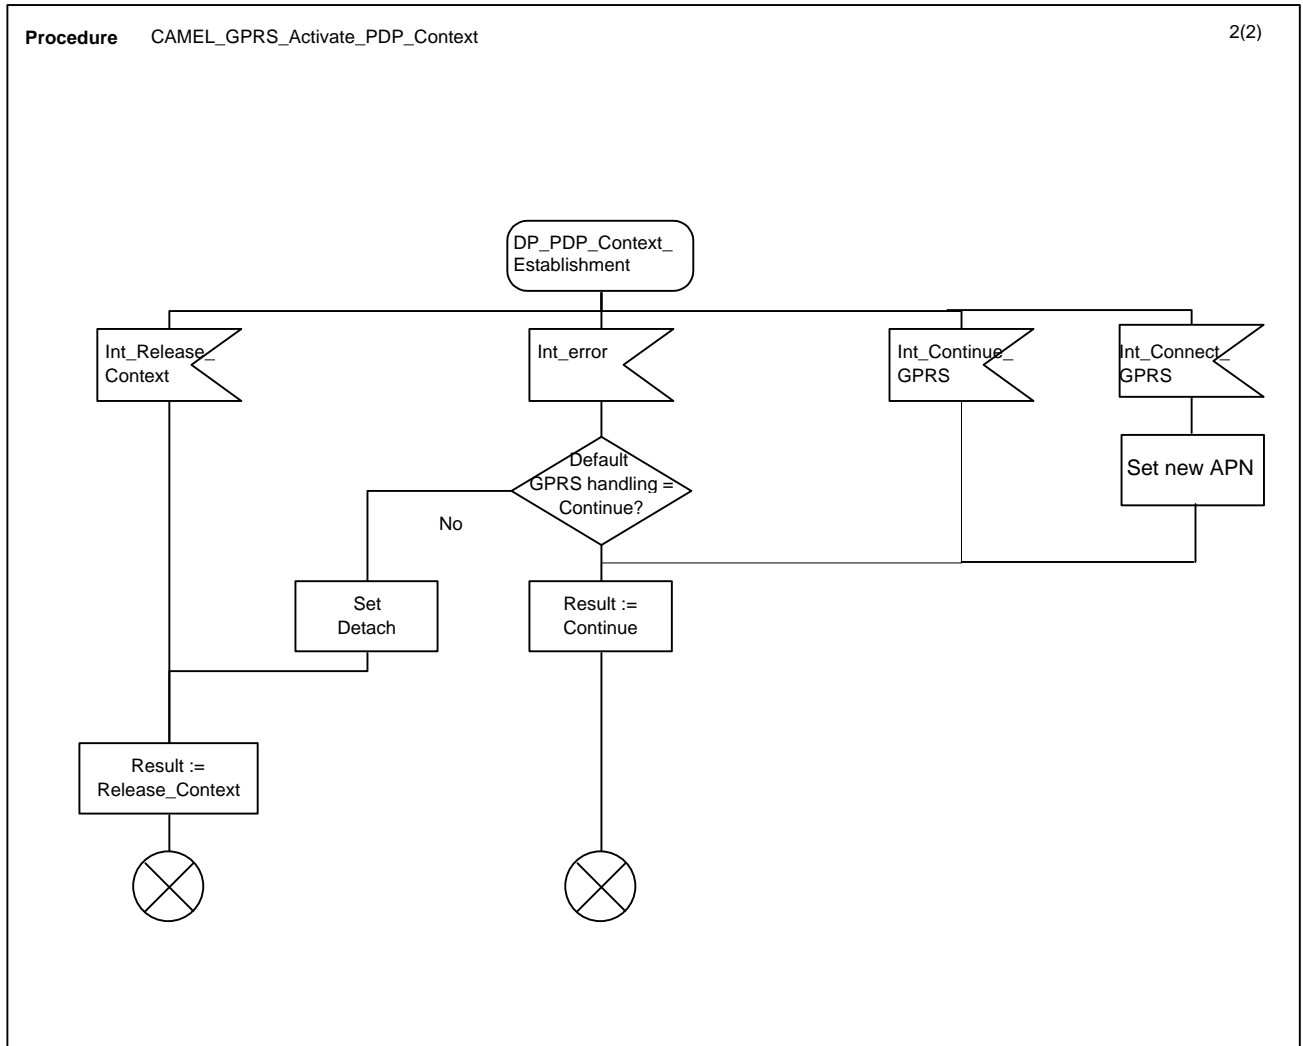 Procedure CAMEL_GPRS_Activate_PDP_Context
2(2)
DP_PDP_Context_
Establishment
Int_Release_
Context
Int_error
Int_Continue_
GPRS
Int_Connect_
GPRS
Default
GPRS handling =
Continue?
Set new APN
No
Set
Detach
Result :=
Continue
Result :=
Release_Context